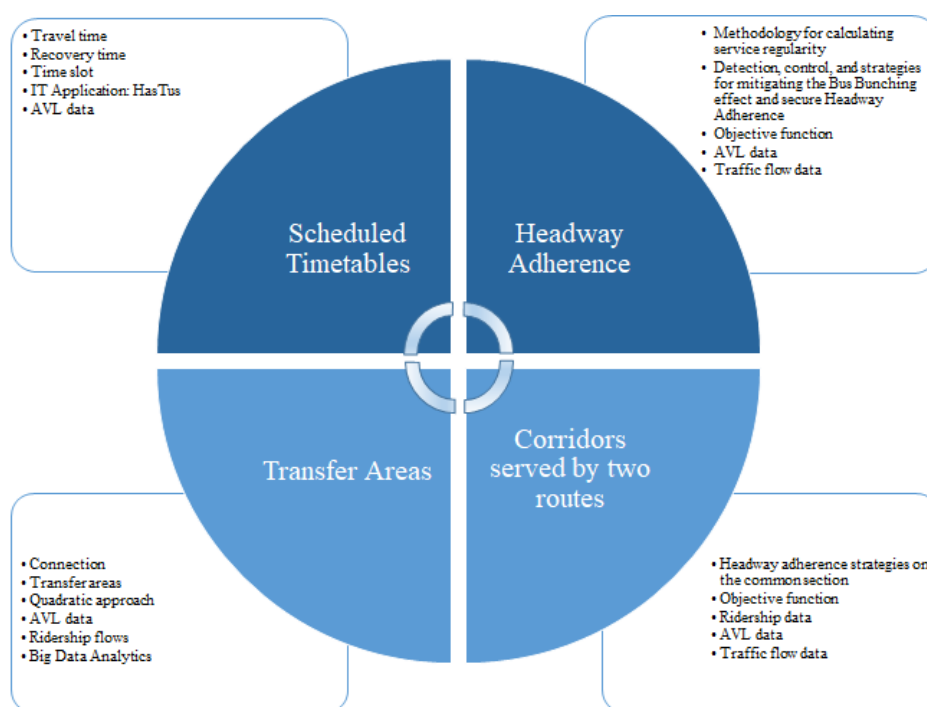 • Travel time
• Recovery time
• Time slot
• IT Application: HasTus
• AVL data
• Methodology for calculating
service regularity
• Detection, control, and strategies
for mitigating the Bus Bunching
effect and secure Headway
Adherence
• Objective function
• AVL data
• Traffic flow data
Scheduled
Timetables
Headway
Adherence
Transfer Areas
Corridors
served by two
routes
• Connection
• Transfer areas
• Quadratic approach
• AVL data
• Ridership flows
• Big Data Analytics
• Headway adherence strategies on
the common section
• Objective function
• Ridership data
• AVL data
• Traffic flow data